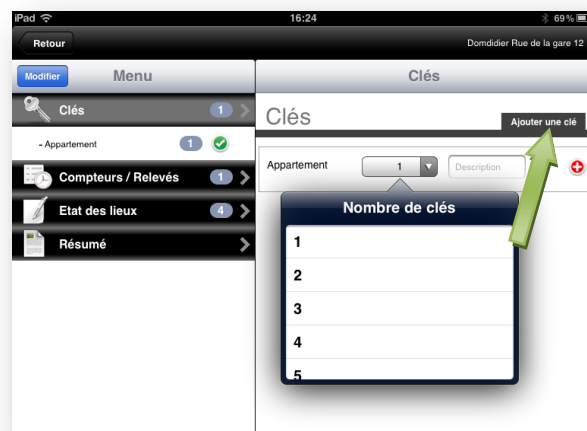 iPad 16:24 69%
Retour Domdidier Rue de la gare 12
Modifier Menu Clés
Clés 1
Clés
Ajouter une clé
- Appartement 1
Appartement 1 Description
Compteurs / Relevés 1
Nombre de clés
Etat des lieux 4
1
Résumé
2
3
4
5